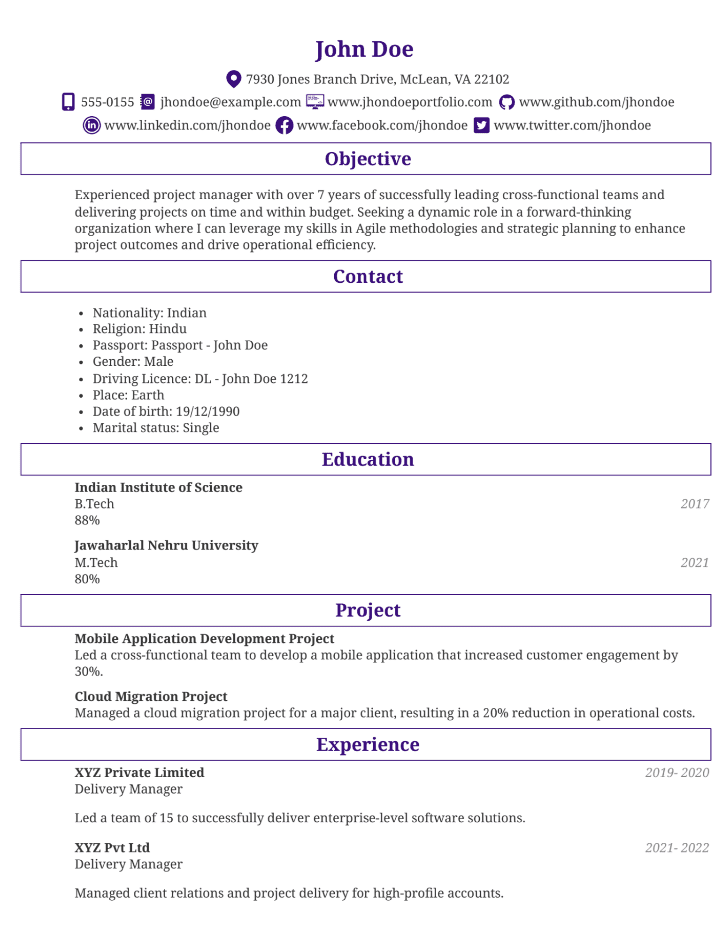 John Doe
7930 Jones Branch Drive, McLean, VA 22102
555-0155 jhondoe@example.com www.jhondoeportfolio.com www.github.com/jhondoe
www.linkedin.com/jhondoe www.facebook.com/jhondoe www.twitter.com/jhondoe
Objective
Experienced project manager with over 7 years of successfully leading cross-functional teams and
delivering projects on time and within budget. Seeking a dynamic role in a forward-thinking
organization where I can leverage my skills in Agile methodologies and strategic planning to enhance
project outcomes and drive operational efficiency.
Contact
• Nationality: Indian
• Religion: Hindu
• Passport: Passport - John Doe
• Gender: Male
• Driving Licence: DL - John Doe 1212
• Place: Earth
• Date of birth: 19/12/1990
• Marital status: Single
Education
Indian Institute of Science
B.Tech 2017
88%
Jawaharlal Nehru University
M.Tech 2021
80%
Project
Mobile Application Development Project
Led a cross-functional team to develop a mobile application that increased customer engagement by
30%.
Cloud Migration Project
Managed a cloud migration project for a major client, resulting in a 20% reduction in operational costs.
Experience
XYZ Private Limited 2019- 2020
Delivery Manager
Led a team of 15 to successfully deliver enterprise-level software solutions.
XYZ Pvt Ltd 2021- 2022
Delivery Manager
Managed client relations and project delivery for high-profile accounts.